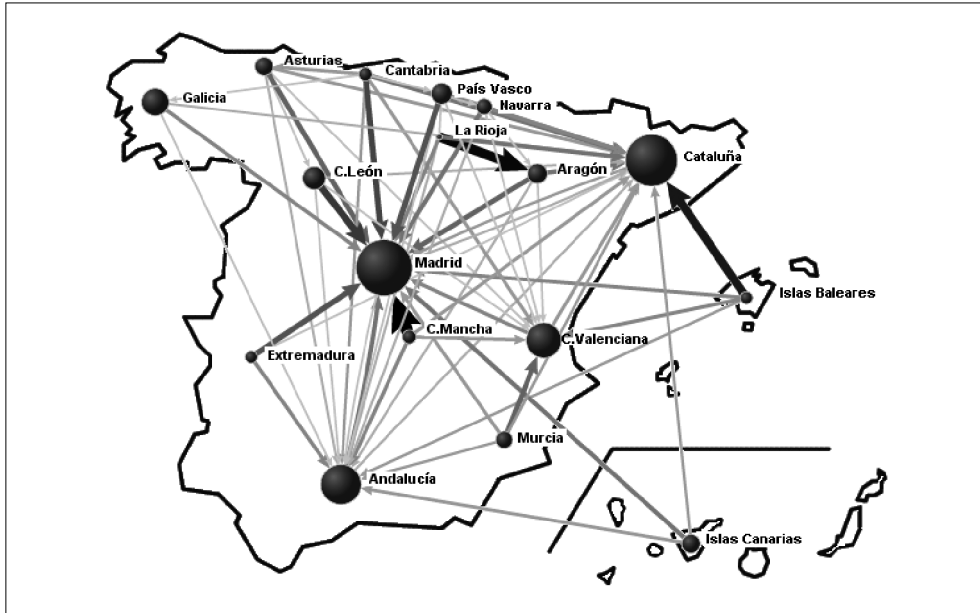 Asturias
Cantabria
País Vasco
Galicia
Navarra
La Rioja
Cataluña
C.León
Aragón
Madrid
Islas Baleares
C.Mancha
C.Valenciana
Extremadura
Murcia
Andalucía
Islas Canarias